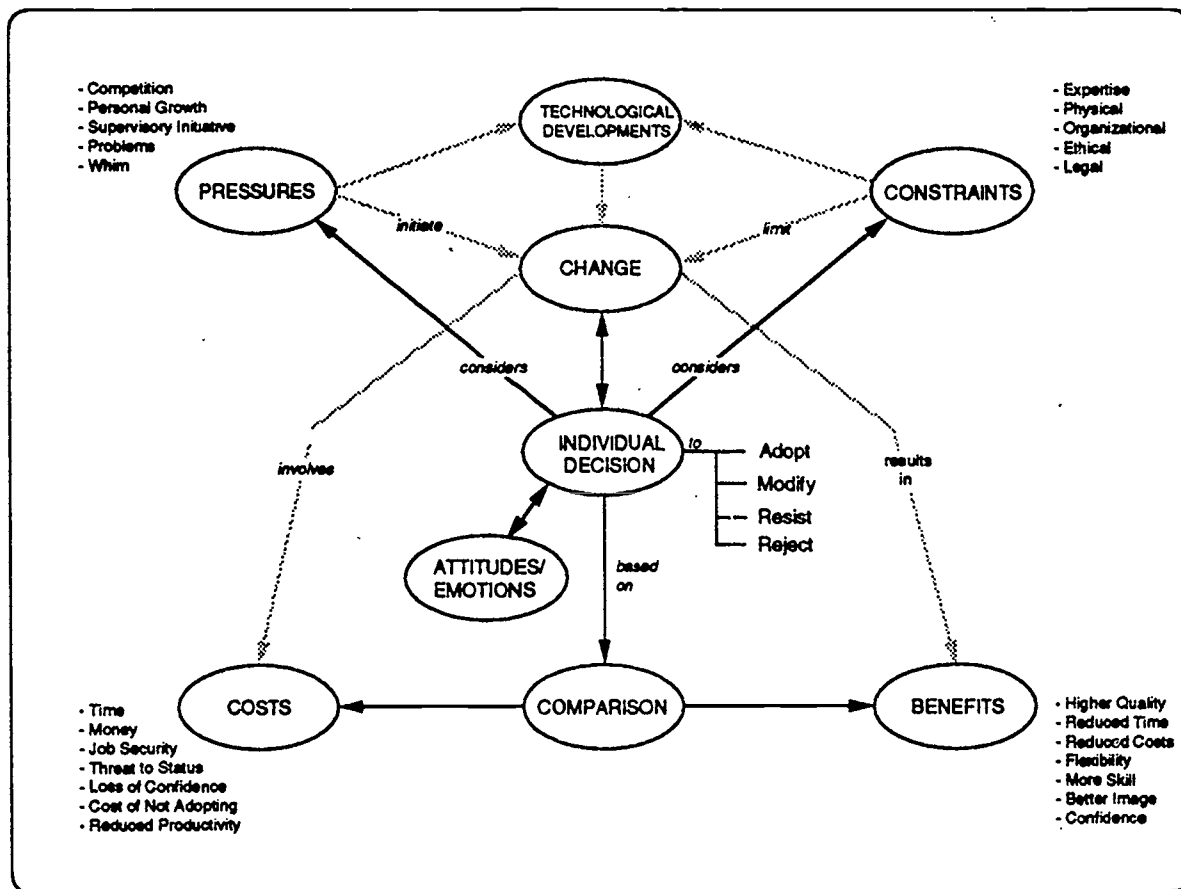 - Competition
- Personal Growth
- Supervisory Initiative
- Problems
- Whim
PRESSURES
TECHNOLOGICAL
DEVELOPMENTS
- Expertise
- Physical
- Organizational
- Ethical
- Legal
CONSTRAINTS
initiate
limit
CHANGE
considers
considers
INDIVIDUAL
DECISION
to
Adopt
Modify
Resist
Reject
involves
results
in
ATTITUDES/
EMOTIONS
based
on
COSTS
COMPARISON
BENEFITS
- Time
- Money
- Job Security
- Threat to Status
- Loss of Confidence
- Cost of Not Adopting
- Reduced Productivity
- Higher Quality
- Reduced Time
- Reduced Costs
- Flexibility
- More Skill
- Better Image
- Confidence